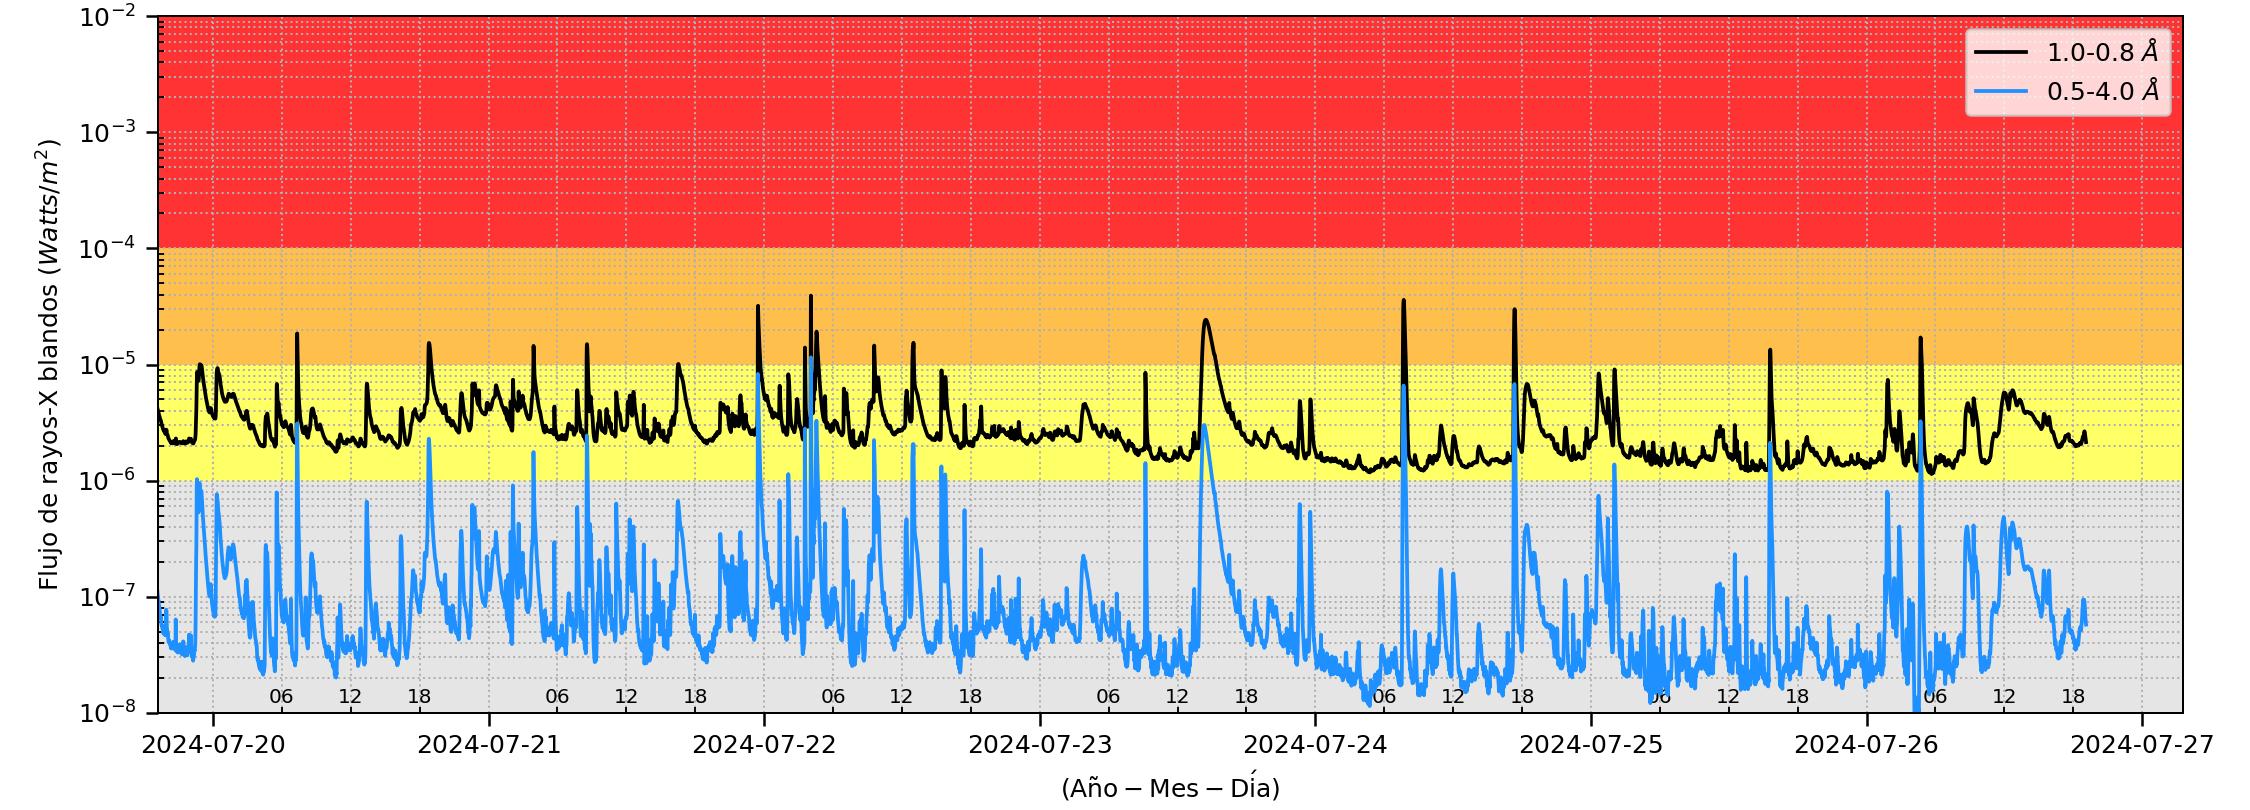 Flujo de rayos-X blandos (Watts/m²)
10⁻²
10⁻³
10⁻⁴
10⁻⁵
10⁻⁶
10⁻⁷
10⁻⁸
1.0-0.8 Å
0.5-4.0 Å
06 12 18 06 12 18 06 12 18 06 12 18 06 12 18 06 12 18 06 12 18
2024-07-20 2024-07-21 2024-07-22 2024-07-23 2024-07-24 2024-07-25 2024-07-26 2024-07-27
(Año − Mes − Día)